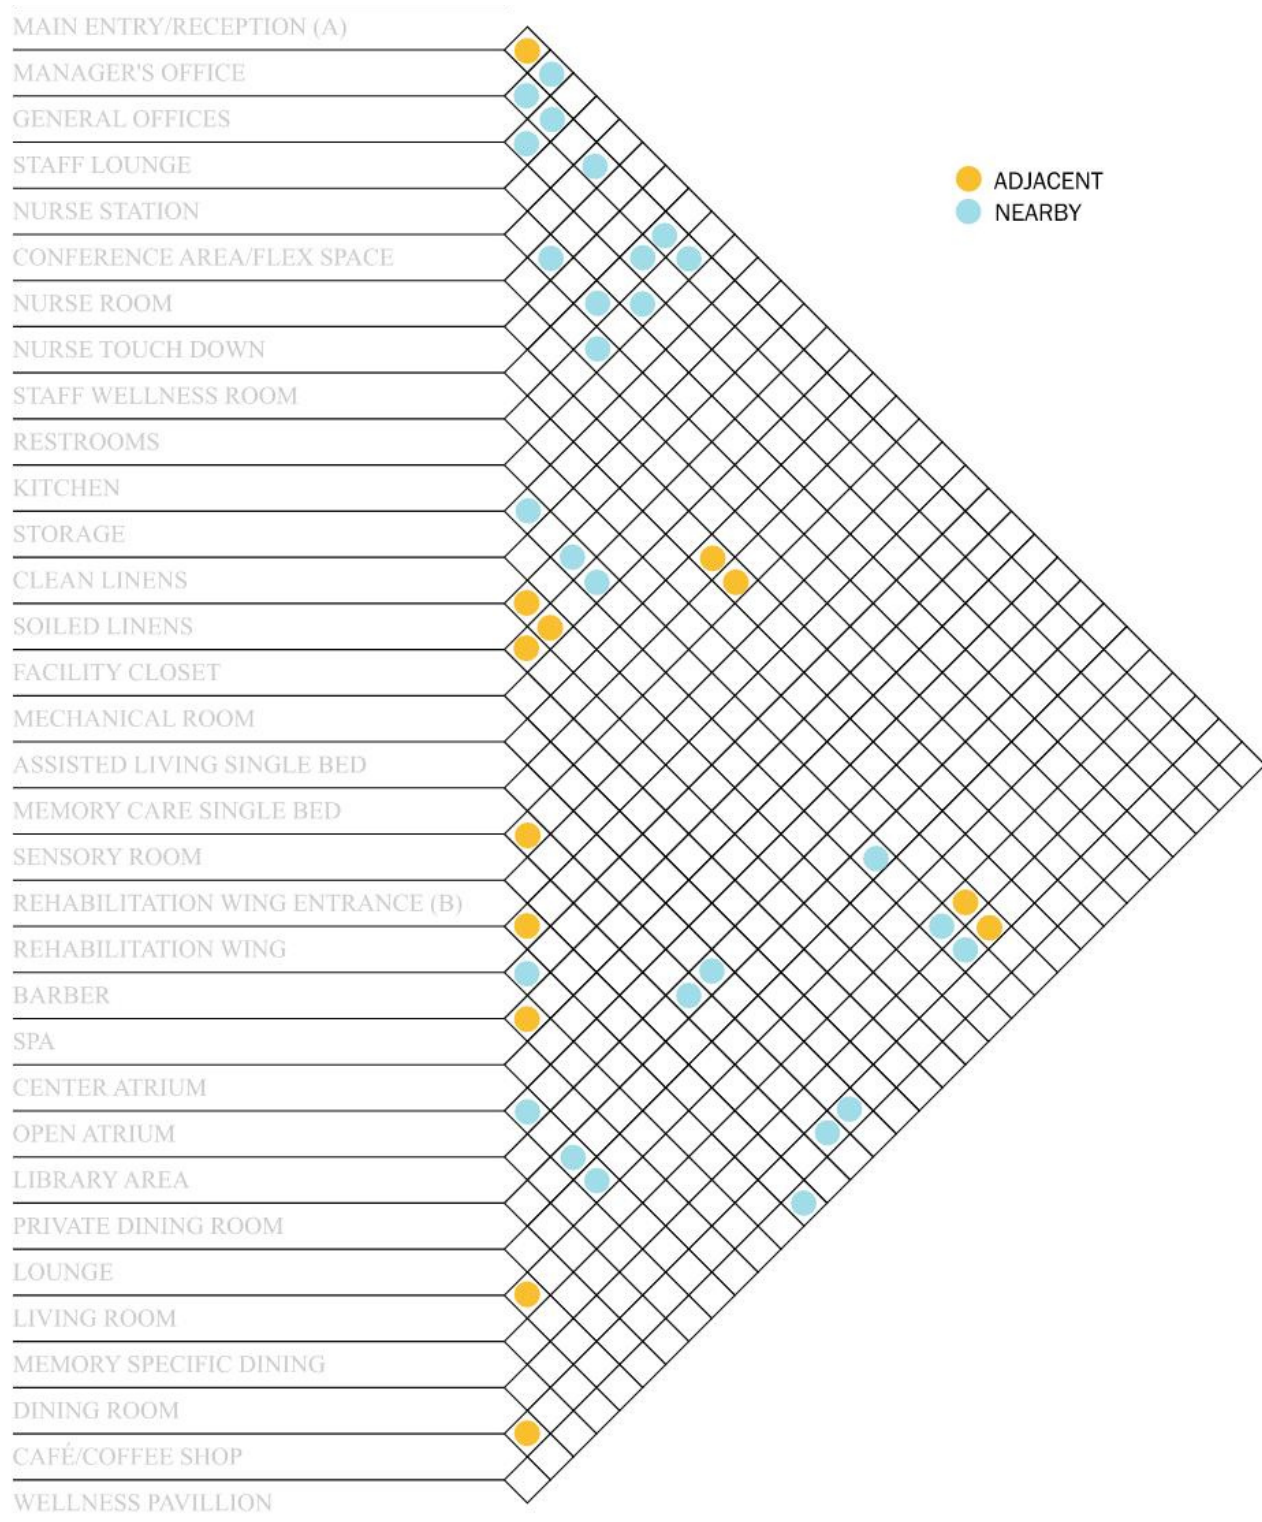 MAIN ENTRY/RECEPTION (A)
MANAGER'S OFFICE
GENERAL OFFICES
STAFF LOUNGE
ADJACENT
NURSE STATION
NEARBY
CONFERENCE AREA/FLEX SPACE
NURSE ROOM
NURSE TOUCH DOWN
STAFF WELLNESS ROOM
RESTROOMS
KITCHEN
STORAGE
CLEAN LINENS
SOILED LINENS
FACILITY CLOSET
MECHANICAL ROOM
ASSISTED LIVING SINGLE BED
MEMORY CARE SINGLE BED
SENSORY ROOM
REHABILITATION WING ENTRANCE (B)
REHABILITATION WING
BARBER
SPA
CENTER ATRIUM
OPEN ATRIUM
LIBRARY AREA
PRIVATE DINING ROOM
LOUNGE
LIVING ROOM
MEMORY SPECIFIC DINING
DINING ROOM
CAFÉ/COFFEE SHOP
WELLNESS PAVILLION